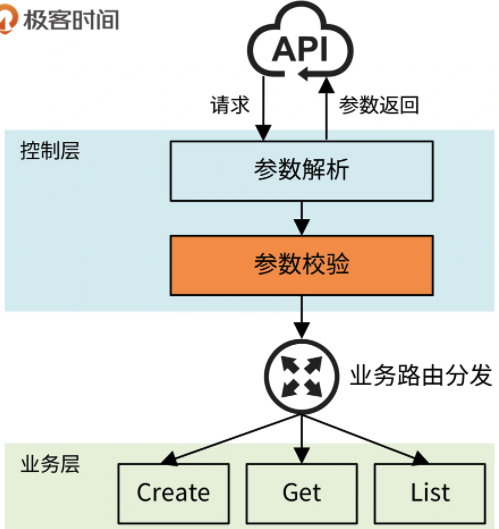 极客时间
API
请求
参数返回
控制层
参数解析
参数校验
业务路由分发
业务层
Create
Get
List